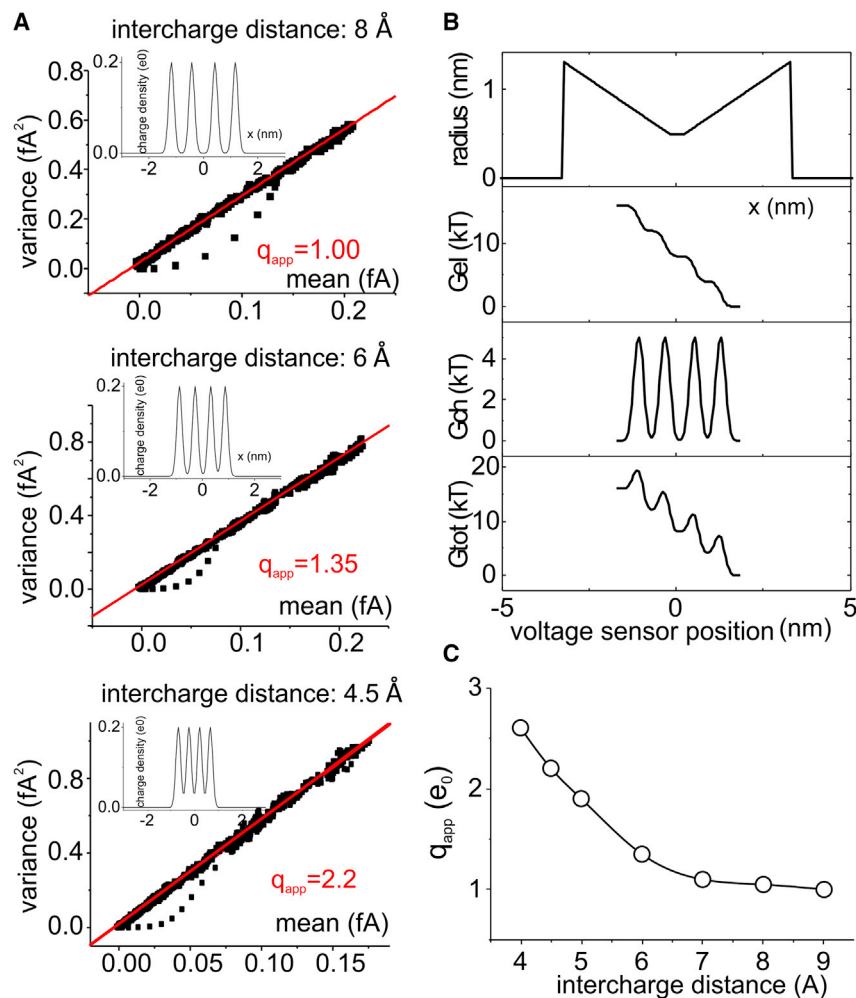 A
intercharge distance: 8 Å
variance (fA²)
0.8
0.6
0.4
0.2
0.0
0.2
0.0
charge density (e0)
x (nm)
-2 0 2
qapp=1.00
mean (fA)
0.0 0.1 0.2
intercharge distance: 6 Å
variance (fA²)
0.8
0.4
0.0
0.2
0.0
charge density (e0)
x (nm)
-2 0 2
qapp=1.35
mean (fA)
0.0 0.1 0.2
intercharge distance: 4.5 Å
variance (fA²)
0.8
0.4
0.0
0.2
0.0
charge density (e0)
-2 0 2
qapp=2.2
mean (fA)
0.00 0.05 0.10 0.15
B
radius (nm)
1
0
x (nm)
Gel (kT)
10
0
Gch (kT)
4
2
0
Gtot (kT)
20
10
0
-5 0 5
voltage sensor position (nm)
C
qapp (e0)
3
2
1
4 5 6 7 8 9
intercharge distance (A)